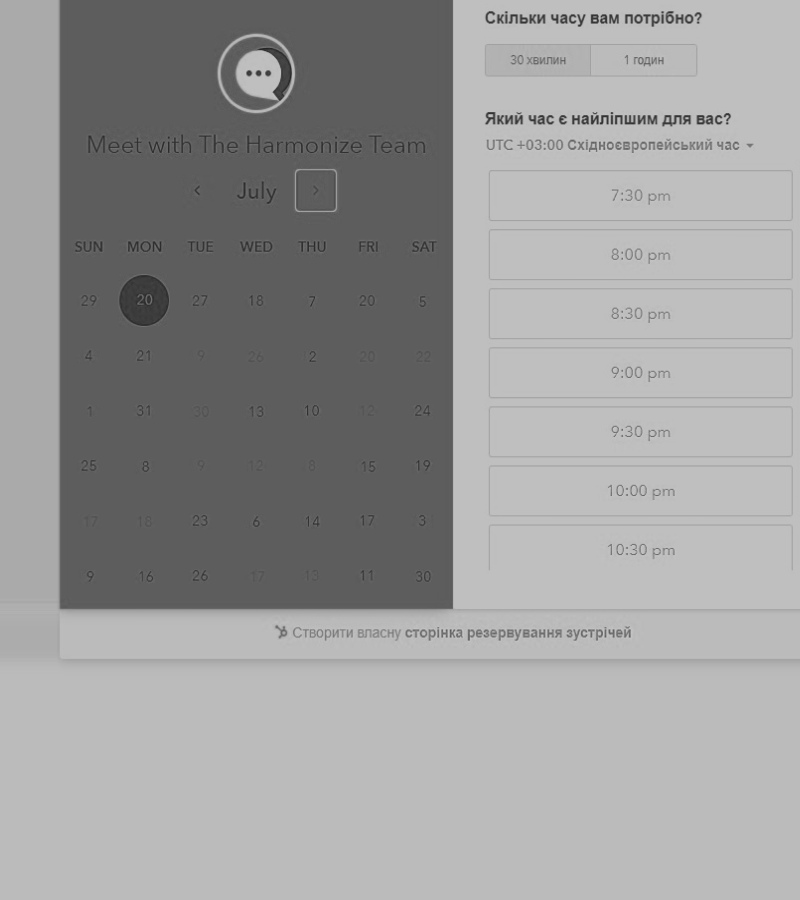 Meet with The Harmonize Team
July
SUN MON TUE WED THU FRI SAT
29 20 27 18 7 20 5
4 21 9 26 2 20 22
1 31 30 13 10 12 24
25 8 9 12 8 15 19
17 18 23 6 14 17 3
9 16 26 17 13 11 30
Скільки часу вам потрібно?
30 хвилин 1 годин
Який час є найліпшим для вас?
UTC +03:00 Східноєвропейський час
7:30 pm
8:00 pm
8:30 pm
9:00 pm
9:30 pm
10:00 pm
10:30 pm
Створити власну сторінка резервування зустрічей